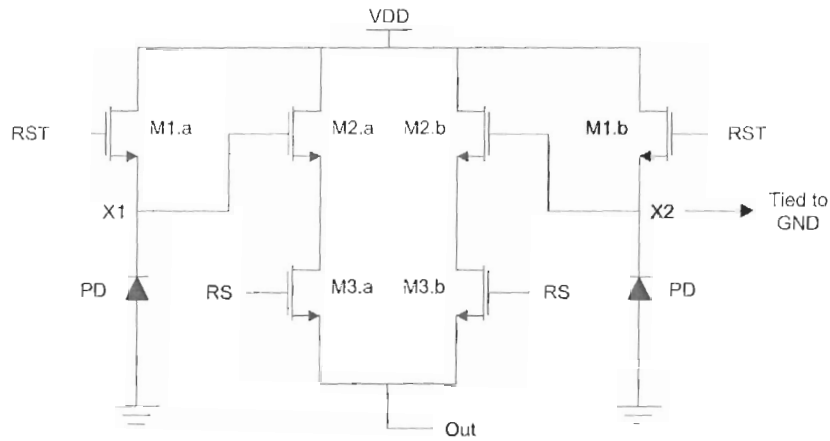 VDD
RST M1.a M2.a M2.b M1.b RST
X1 X2 Tied to
GND
PD RS M3.a M3.b RS PD
Out